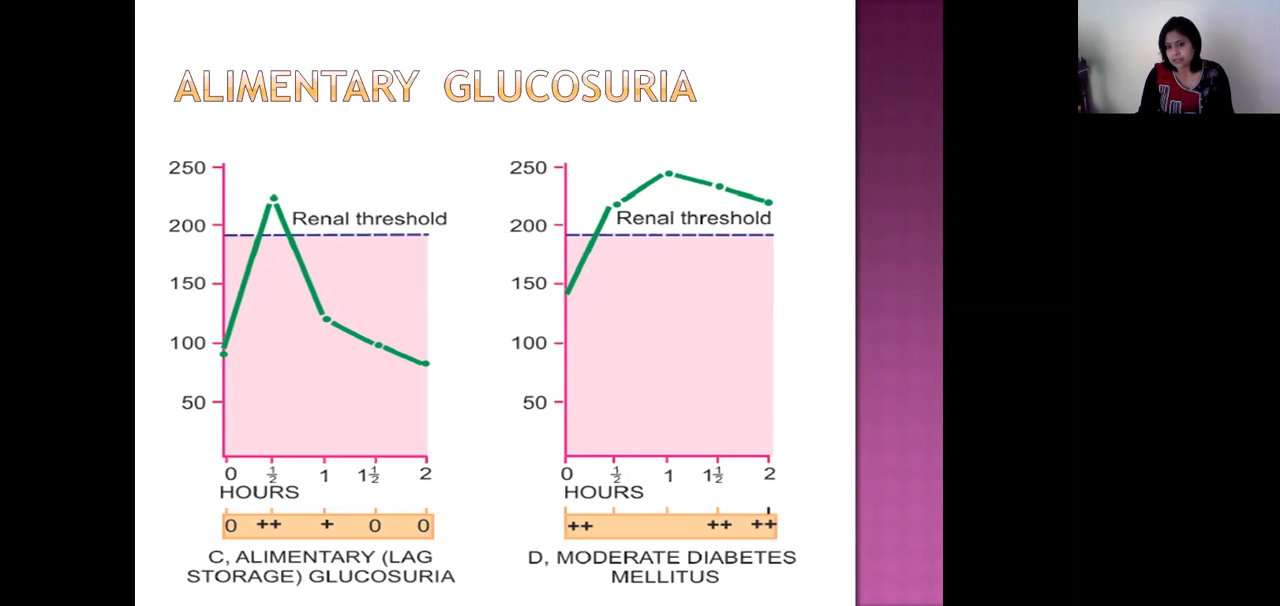 ALIMENTARY GLUCOSURIA
250
200
150
100
50
Renal threshold
0 ½ 1 1½ 2
HOURS
0 ++ + 0 0
C, ALIMENTARY (LAG
STORAGE) GLUCOSURIA
250
200
150
100
50
Renal threshold
0 ½ 1 1½ 2
HOURS
++ ++ ++
D, MODERATE DIABETES
MELLITUS